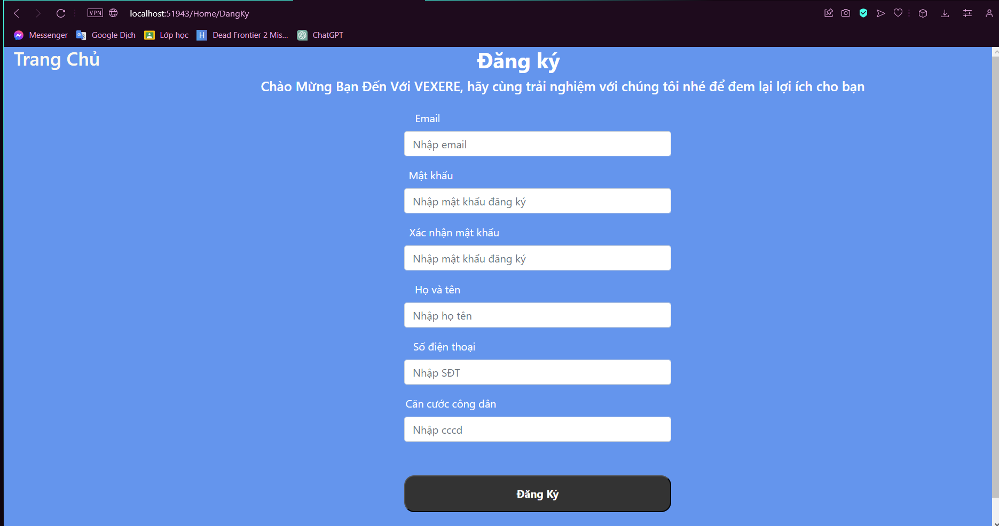 VPN localhost:51943/Home/DangKy
Messenger Google Dịch Lớp học H Dead Frontier 2 Mis... ChatGPT
Trang Chủ
Đăng ký
Chào Mừng Bạn Đến Với VEXERE, hãy cùng trải nghiệm với chúng tôi nhé để đem lại lợi ích cho bạn
Email
Nhập email
Mật khẩu
Nhập mật khẩu đăng ký
Xác nhận mật khẩu
Nhập mật khẩu đăng ký
Họ và tên
Nhập họ tên
Số điện thoại
Nhập SĐT
Căn cước công dân
Nhập cccd
Đăng Ký